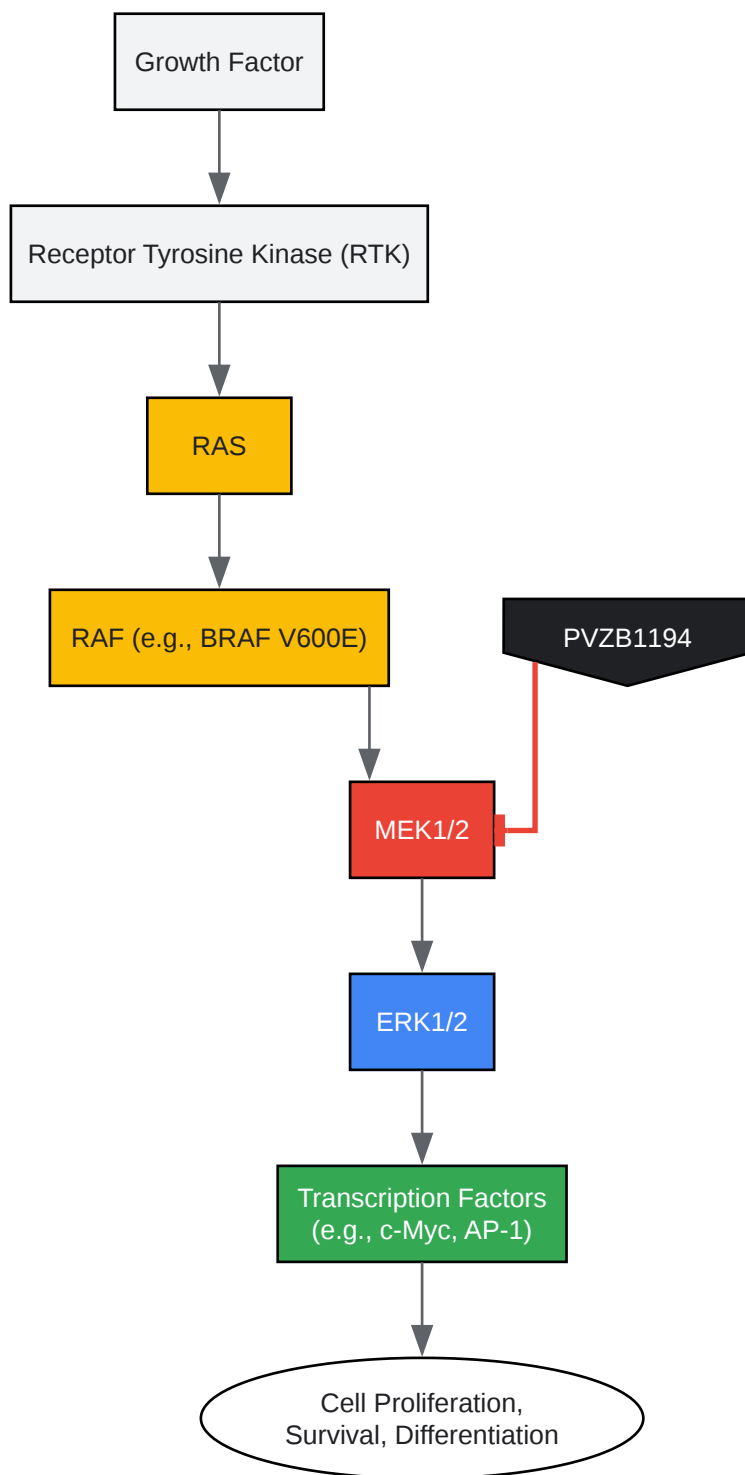 Growth Factor
Receptor Tyrosine Kinase (RTK)
RAS
RAF (e.g., BRAF V600E)
PVZB1194
MEK1/2
ERK1/2
Transcription Factors
(e.g., c-Myc, AP-1)
Cell Proliferation,
Survival, Differentiation